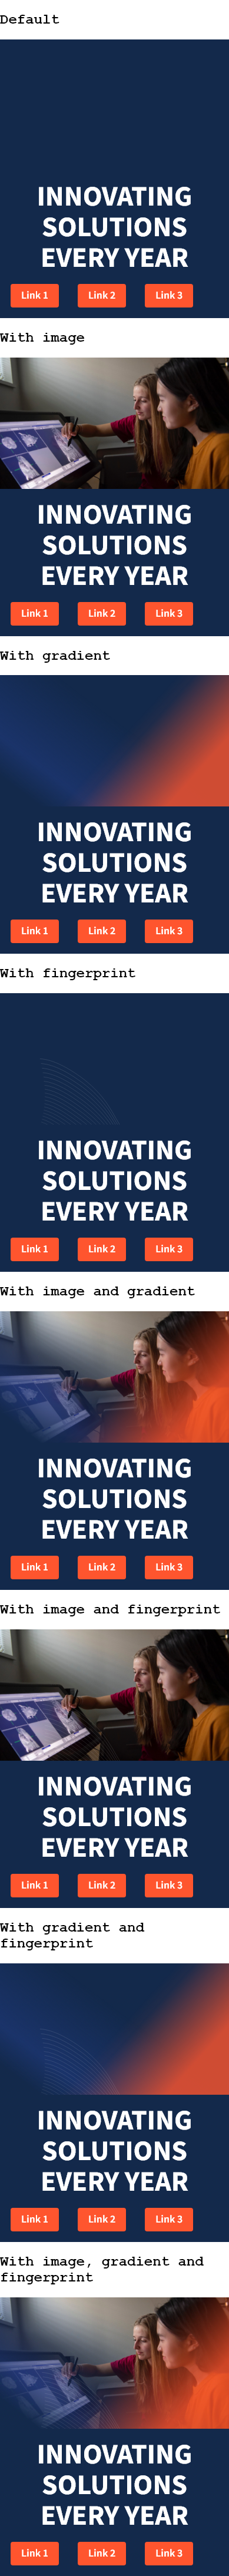 Default
INNOVATING
SOLUTIONS
EVERY YEAR
Link 1 Link 2 Link 3
With image
INNOVATING
SOLUTIONS
EVERY YEAR
Link 1 Link 2 Link 3
With gradient
INNOVATING
SOLUTIONS
EVERY YEAR
Link 1 Link 2 Link 3
With fingerprint
INNOVATING
SOLUTIONS
EVERY YEAR
Link 1 Link 2 Link 3
With image and gradient
INNOVATING
SOLUTIONS
EVERY YEAR
Link 1 Link 2 Link 3
With image and fingerprint
INNOVATING
SOLUTIONS
EVERY YEAR
Link 1 Link 2 Link 3
With gradient and
fingerprint
INNOVATING
SOLUTIONS
EVERY YEAR
Link 1 Link 2 Link 3
With image, gradient and
fingerprint
INNOVATING
SOLUTIONS
EVERY YEAR
Link 1 Link 2 Link 3